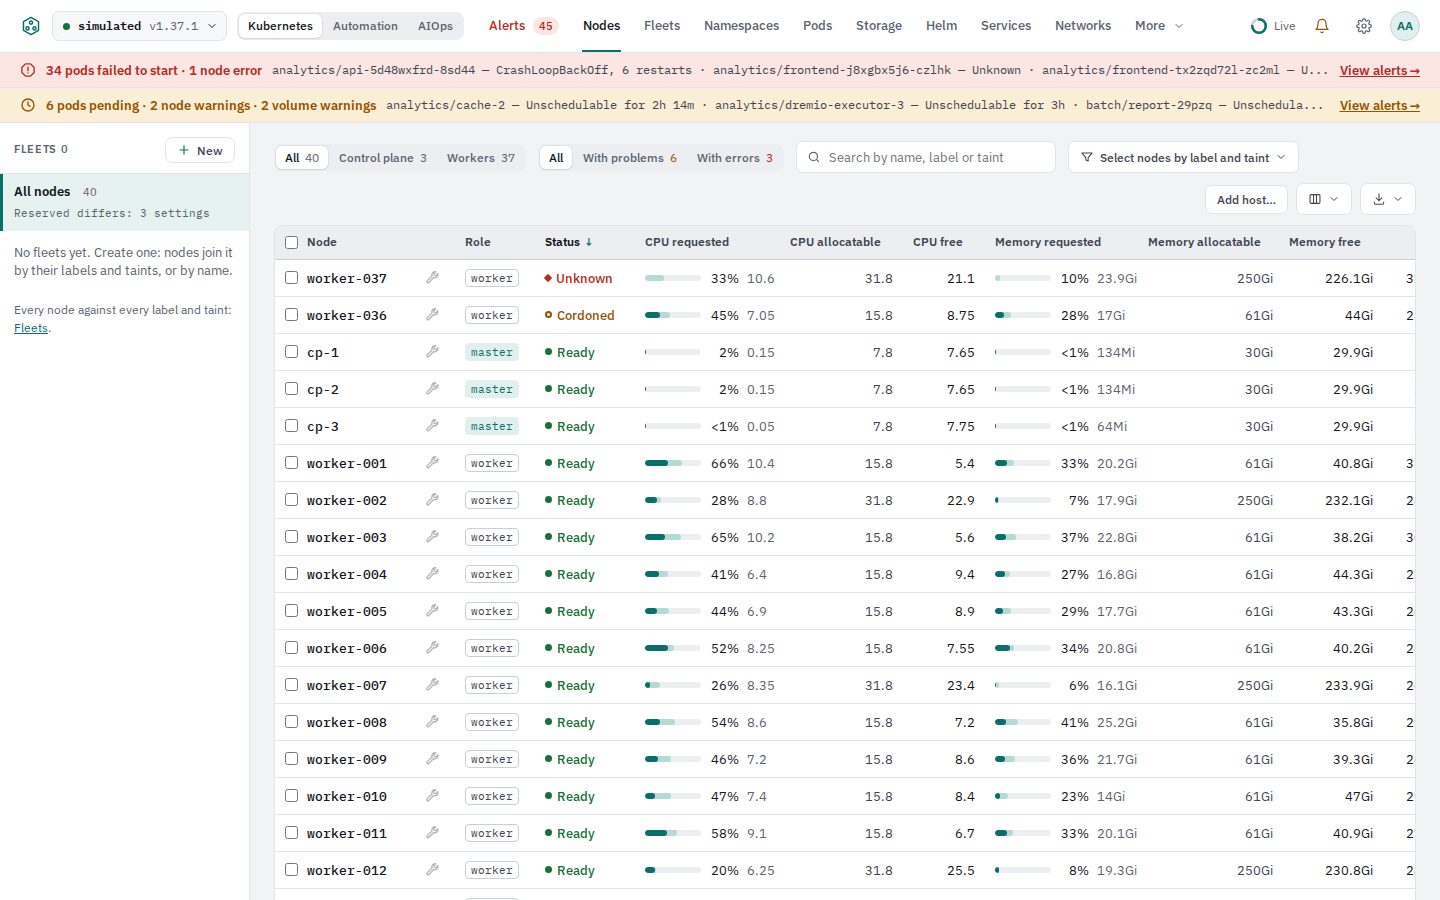 simulated v1.37.1 Kubernetes Automation AIOps Alerts 45 Nodes Fleets Namespaces Pods Storage Helm Services Networks More Live AA
34 pods failed to start · 1 node error analytics/api-5d48wxfrd-8sd44 — CrashLoopBackOff, 6 restarts · analytics/frontend-j8xgbx5j6-czlhk — Unknown · analytics/frontend-tx2zqd72l-zc2ml — U... View alerts →
6 pods pending · 2 node warnings · 2 volume warnings analytics/cache-2 — Unschedulable for 2h 14m · analytics/dremio-executor-3 — Unschedulable for 3h · batch/report-29pzq — Unschedula... View alerts →
FLEETS 0 + New
All nodes 40
Reserved differs: 3 settings
No fleets yet. Create one: nodes join it
by their labels and taints, or by name.
Every node against every label and taint:
Fleets.
All 40 Control plane 3 Workers 37 All With problems 6 With errors 3 Search by name, label or taint Select nodes by label and taint
Add host...
Node Role Status ↓ CPU requested CPU allocatable CPU free Memory requested Memory allocatable Memory free
worker-037 worker Unknown 33% 10.6 31.8 21.1 10% 23.9Gi 250Gi 226.1Gi
worker-036 worker Cordoned 45% 7.05 15.8 8.75 28% 17Gi 61Gi 44Gi
cp-1 master Ready 2% 0.15 7.8 7.65 <1% 134Mi 30Gi 29.9Gi
cp-2 master Ready 2% 0.15 7.8 7.65 <1% 134Mi 30Gi 29.9Gi
cp-3 master Ready <1% 0.05 7.8 7.75 <1% 64Mi 30Gi 29.9Gi
worker-001 worker Ready 66% 10.4 15.8 5.4 33% 20.2Gi 61Gi 40.8Gi
worker-002 worker Ready 28% 8.8 31.8 22.9 7% 17.9Gi 250Gi 232.1Gi
worker-003 worker Ready 65% 10.2 15.8 5.6 37% 22.8Gi 61Gi 38.2Gi
worker-004 worker Ready 41% 6.4 15.8 9.4 27% 16.8Gi 61Gi 44.3Gi
worker-005 worker Ready 44% 6.9 15.8 8.9 29% 17.7Gi 61Gi 43.3Gi
worker-006 worker Ready 52% 8.25 15.8 7.55 34% 20.8Gi 61Gi 40.2Gi
worker-007 worker Ready 26% 8.35 31.8 23.4 6% 16.1Gi 250Gi 233.9Gi
worker-008 worker Ready 54% 8.6 15.8 7.2 41% 25.2Gi 61Gi 35.8Gi
worker-009 worker Ready 46% 7.2 15.8 8.6 36% 21.7Gi 61Gi 39.3Gi
worker-010 worker Ready 47% 7.4 15.8 8.4 23% 14Gi 61Gi 47Gi
worker-011 worker Ready 58% 9.1 15.8 6.7 33% 20.1Gi 61Gi 40.9Gi
worker-012 worker Ready 20% 6.25 31.8 25.5 8% 19.3Gi 250Gi 230.8Gi